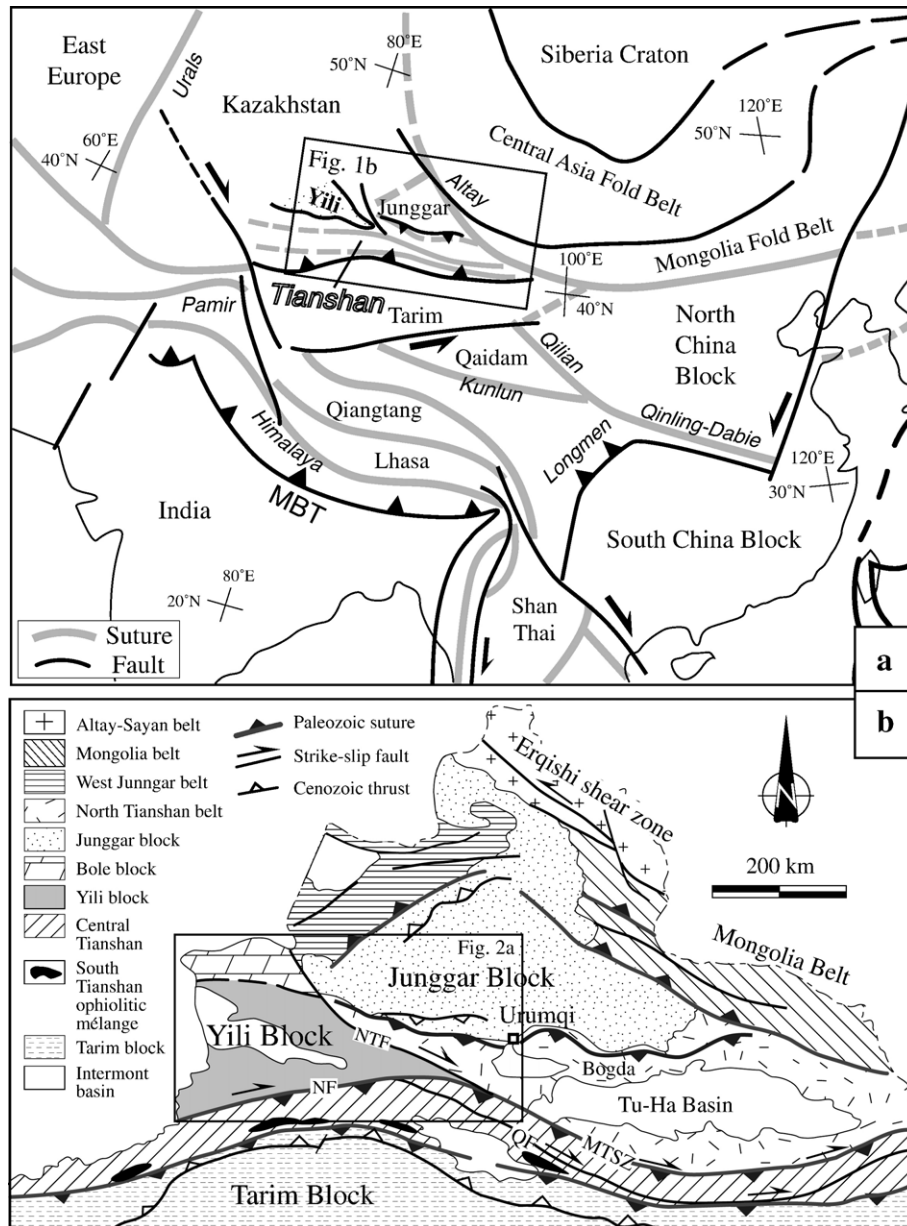 East
Europe
Urals
80°E
50°N
Siberia Craton
Kazakhstan
60°E
40°N
120°E
50°N
Central Asia Fold Belt
Fig. 1b
Altay
Yili
Junggar
Mongolia Fold Belt
100°E
40°N
Tianshan
Pamir
Tarim
North
China
Block
Qaidam
Qilian
Kunlun
Qiangtang
Qinling-Dabie
Himalaya
Lhasa
Longmen
120°E
30°N
MBT
India
South China Block
80°E
20°N
Shan
Thai
Suture
Fault
a
b
Altay-Sayan belt
Mongolia belt
West Junngar belt
North Tianshan belt
Junggar block
Bole block
Yili block
Central
Tianshan
South
Tianshan
ophiolitic
mélange
Tarim block
Intermont
basin
Paleozoic suture
Strike-slip fault
Cenozoic thrust
Erqishi shear zone
N
200 km
Mongolia Belt
Fig. 2a
Junggar Block
Urumqi
Yili Block
NTF
Bogda
NF
Tu-Ha Basin
QF
MTSZ
Tarim Block